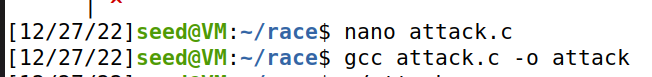 [12/27/22]seed@VM:~/race$ nano attack.c
[12/27/22]seed@VM:~/race$ gcc attack.c -o attack